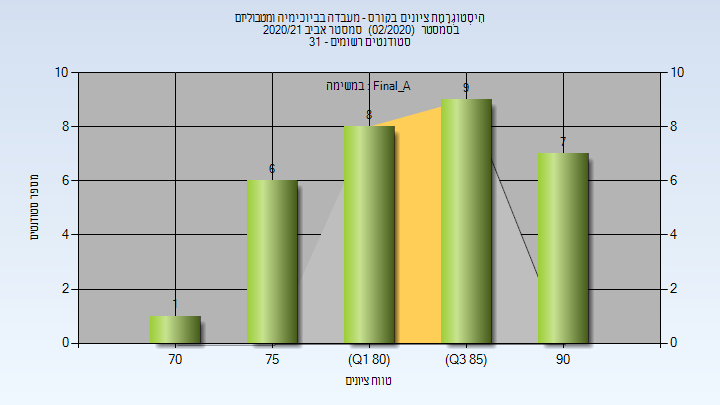 היסטוגרמת ציונים בקורס - מעבדה בביוכימיה ומטבוליזם
בסמסטר (02/2020) סמסטר אביב 2020/21
סטודנטים רשומים - 31
במשימה : Final_A
10 10
8 8
6 6
4 4
2 2
0 0
1 6 8 9 7
מספר סטודנטים
70 75 (Q1 80) (Q3 85) 90
טווח ציונים